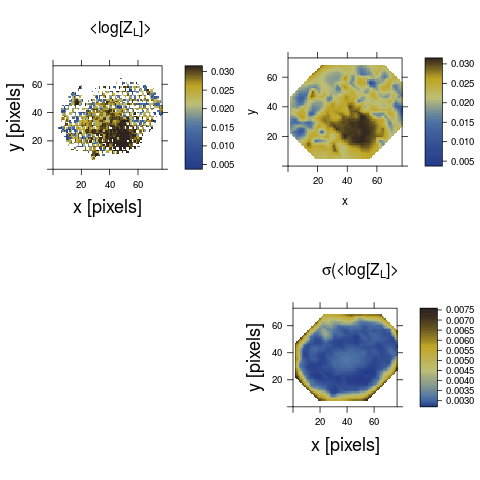 <log[Z_L]>
60
40
20
20 40 60
y [pixels]
x [pixels]
0.030
0.025
0.020
0.015
0.010
0.005
60
40
20
20 40 60
y
x
0.030
0.025
0.020
0.015
0.010
0.005
σ(<log[Z_L]>
60
40
20
20 40 60
y [pixels]
x [pixels]
0.0075
0.0070
0.0065
0.0060
0.0055
0.0050
0.0045
0.0040
0.0035
0.0030